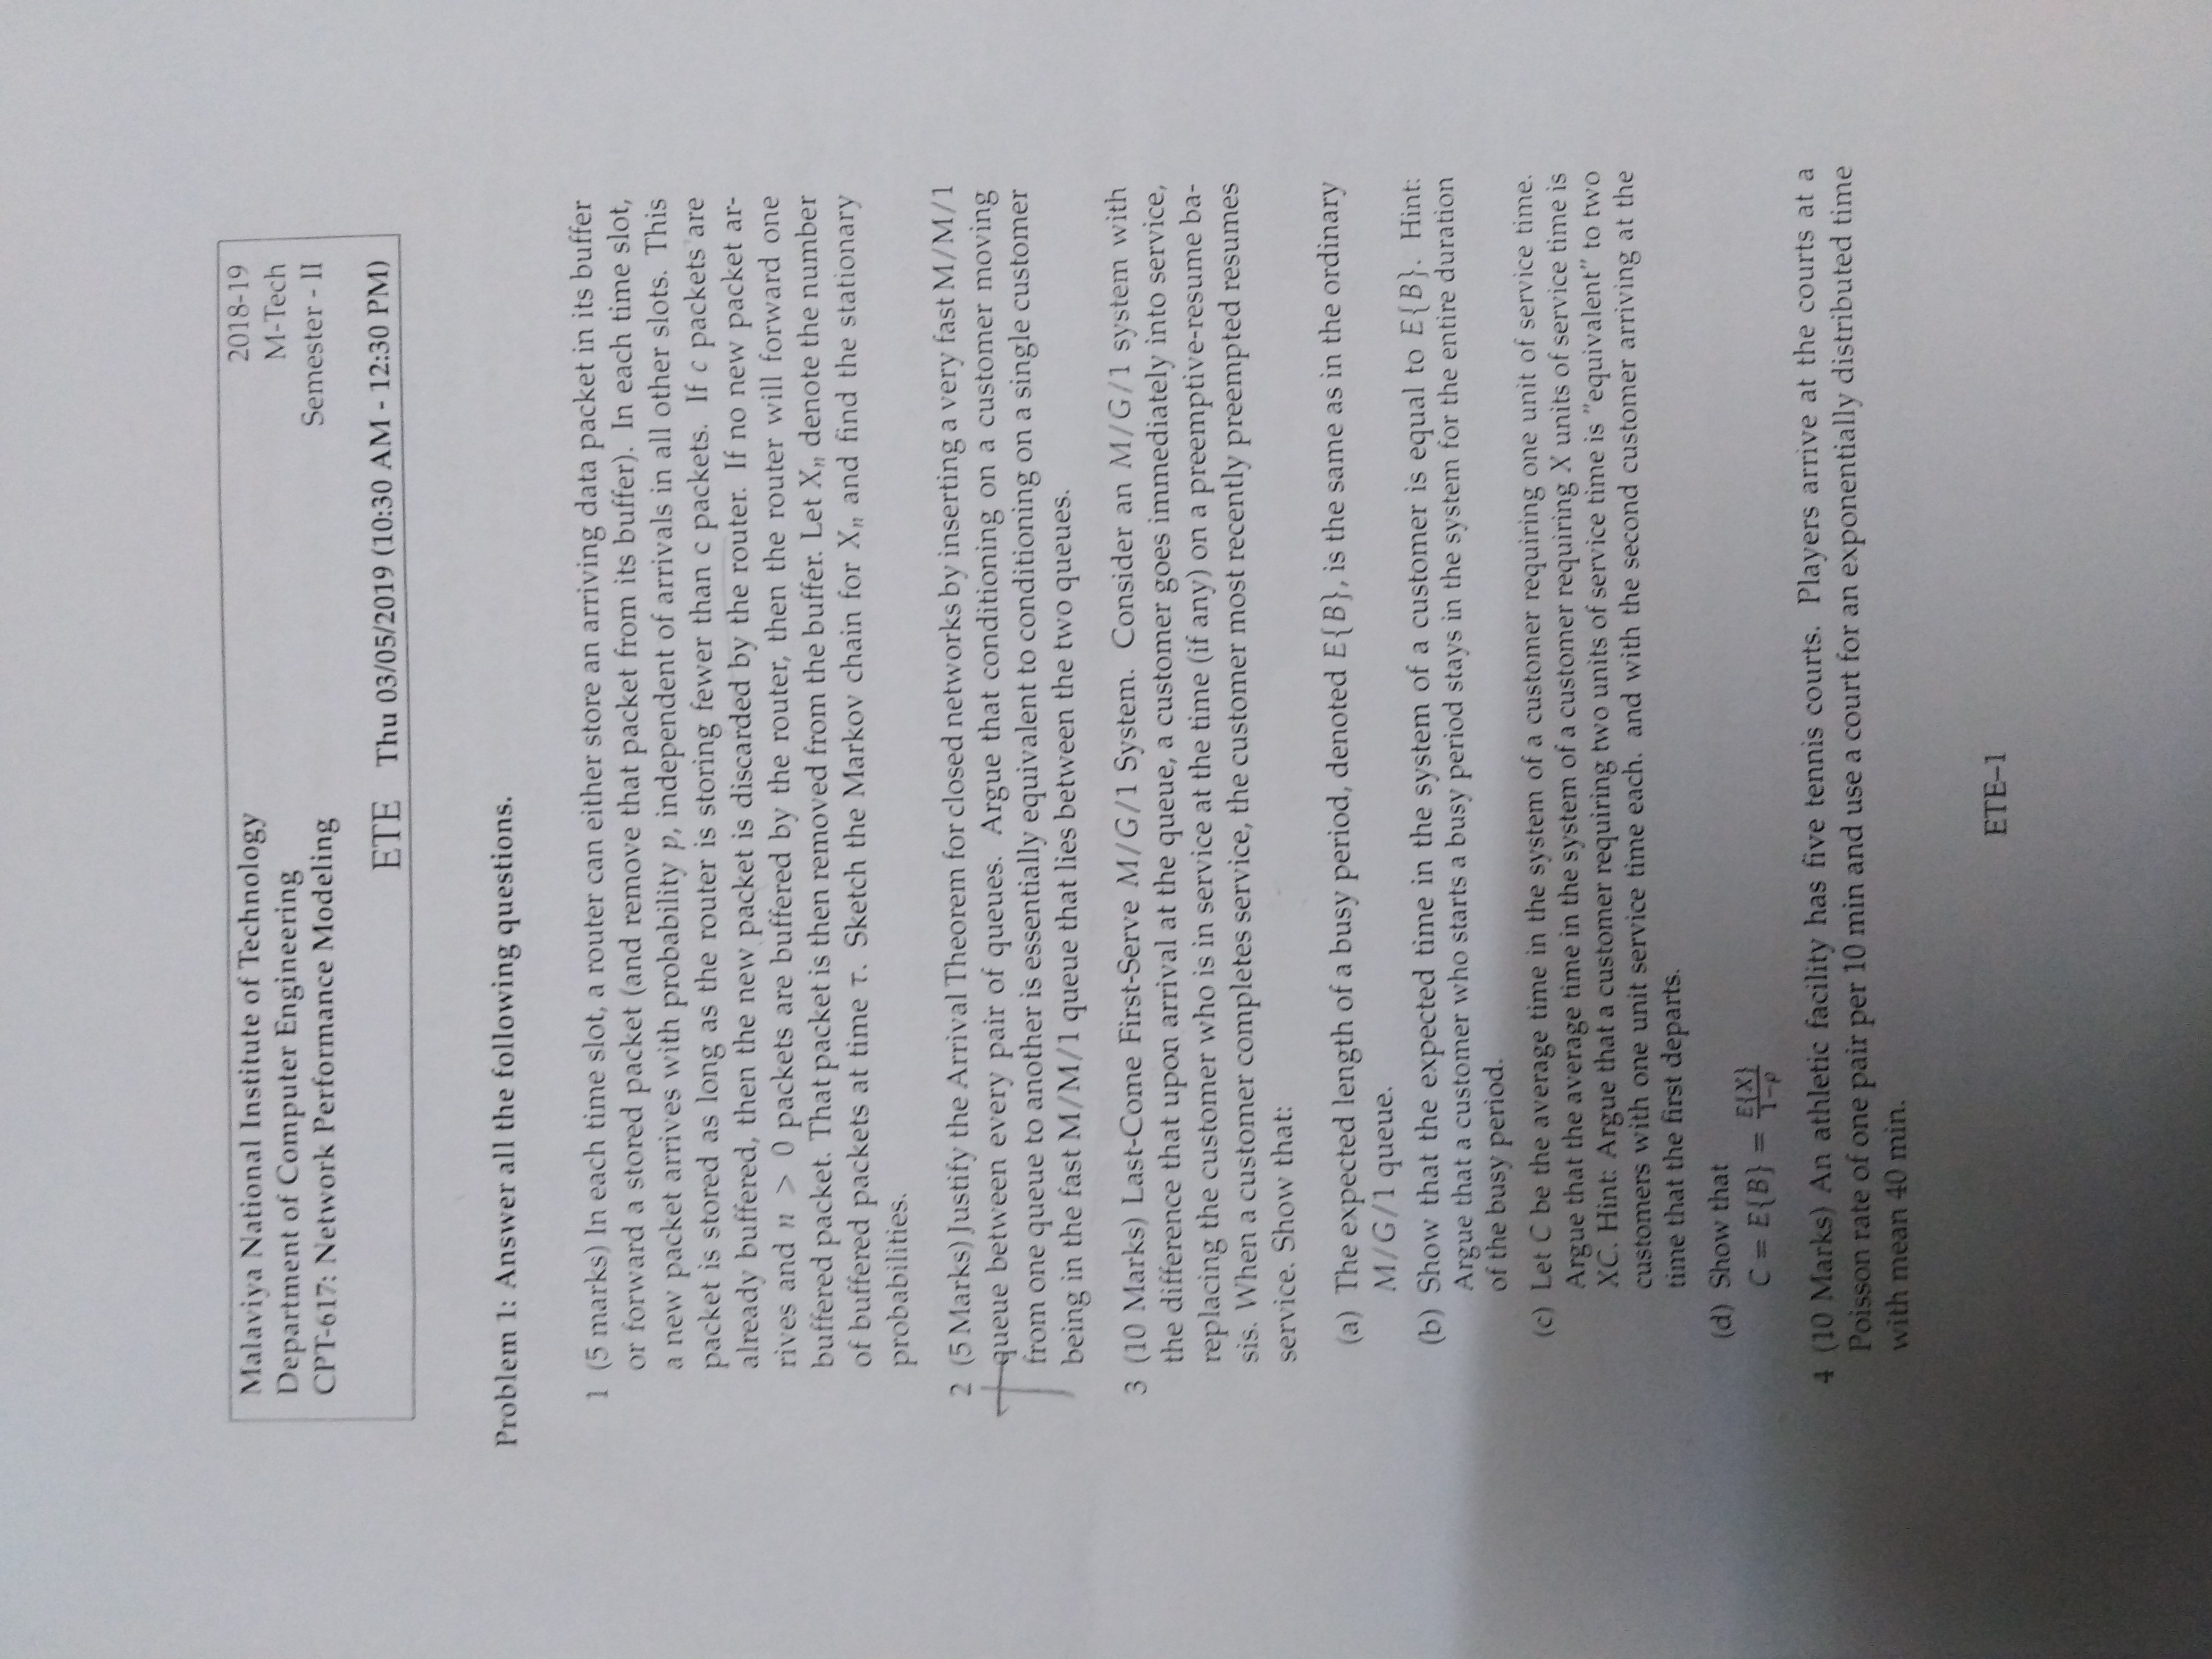 Malaviya National Institute of Technology 2018-19
Department of Computer Engineering M-Tech
CPT-617: Network Performance Modeling Semester - II
ETE Thu 03/05/2019 (10:30 AM - 12:30 PM)
Problem 1: Answer all the following questions.
1 (5 marks) In each time slot, a router can either store an arriving data packet in its buffer
or forward a stored packet (and remove that packet from its buffer). In each time slot,
a new packet arrives with probability p, independent of arrivals in all other slots. This
packet is stored as long as the router is storing fewer than c packets. If c packets are
already buffered, then the new packet is discarded by the router. If no new packet ar-
rives and n > 0 packets are buffered by the router, then the router will forward one
buffered packet. That packet is then removed from the buffer. Let Xₙ denote the number
of buffered packets at time τ. Sketch the Markov chain for Xₙ and find the stationary
probabilities.
2 (5 Marks) Justify the Arrival Theorem for closed networks by inserting a very fast M/M/1
queue between every pair of queues. Argue that conditioning on a customer moving
from one queue to another is essentially equivalent to conditioning on a single customer
being in the fast M/M/1 queue that lies between the two queues.
3 (10 Marks) Last-Come First-Serve M/G/1 System. Consider an M/G/1 system with
the difference that upon arrival at the queue, a customer goes immediately into service,
replacing the customer who is in service at the time (if any) on a preemptive-resume ba-
sis. When a customer completes service, the customer most recently preempted resumes
service. Show that:
(a) The expected length of a busy period, denoted E{B}, is the same as in the ordinary
M/G/1 queue.
(b) Show that the expected time in the system of a customer is equal to E{B}. Hint:
Argue that a customer who starts a busy period stays in the system for the entire duration
of the busy period.
(c) Let C be the average time in the system of a customer requiring one unit of service time.
Argue that the average time in the system of a customer requiring X units of service time is
XC. Hint: Argue that a customer requiring two units of service time is "equivalent" to two
customers with one unit service time each. and with the second customer arriving at the
time that the first departs.
(d) Show that
C = E{B} = E{X}/(1−ρ)
4 (10 Marks) An athletic facility has five tennis courts. Players arrive at the courts at a
Poisson rate of one pair per 10 min and use a court for an exponentially distributed time
with mean 40 min.
ETE–1